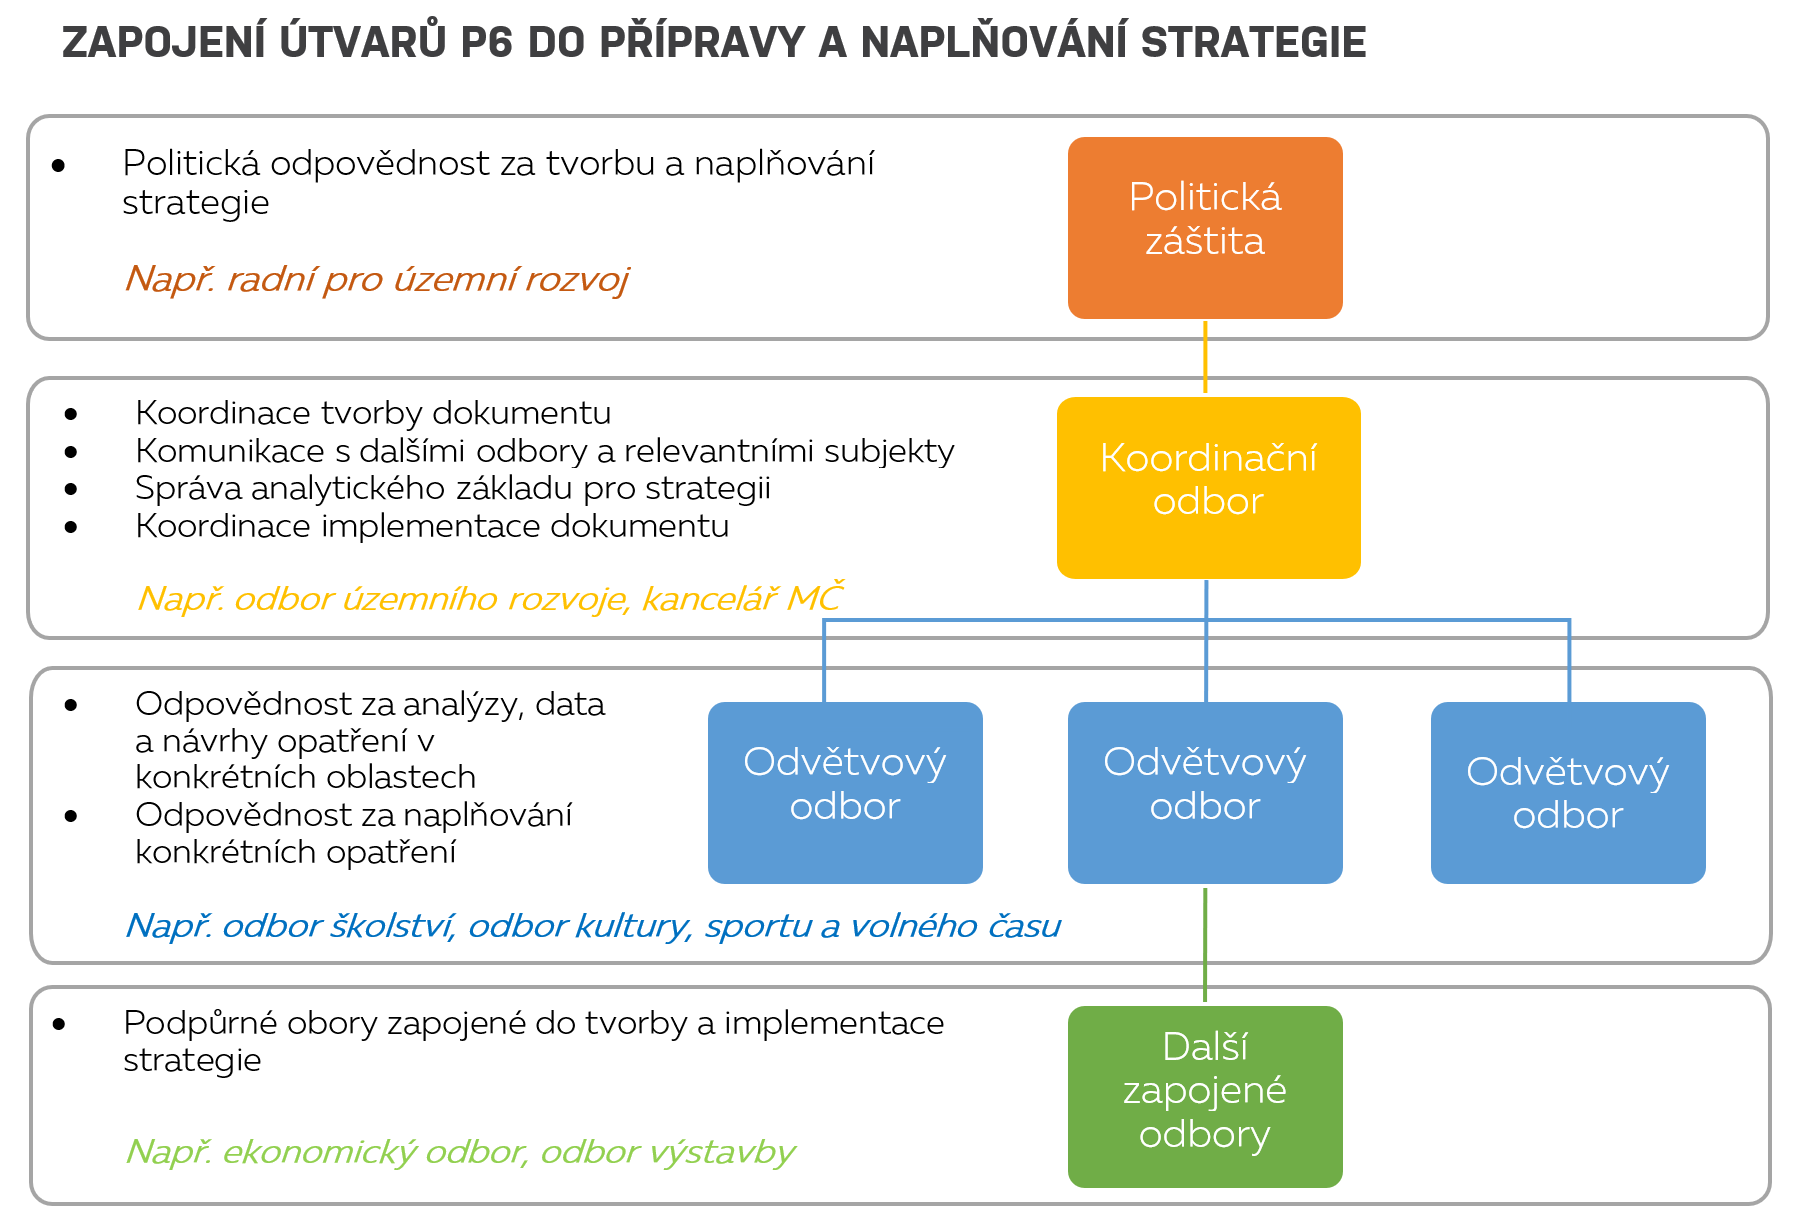 ZAPOJENÍ ÚTVARŮ P6 DO PŘÍPRAVY A NAPLŇOVÁNÍ STRATEGIE
• Politická odpovědnost za tvorbu a naplňování
strategie
Např. radní pro územní rozvoj
Politická
záštita
• Koordinace tvorby dokumentu
• Komunikace s dalšími odbory a relevantními subjekty
• Správa analytického základu pro strategii
• Koordinace implementace dokumentu
Např. odbor územního rozvoje, kancelář MČ
Koordinační
odbor
• Odpovědnost za analýzy, data
a návrhy opatření v
konkrétních oblastech
• Odpovědnost za naplňování
konkrétních opatření
Např. odbor školství, odbor kultury, sportu a volného času
Odvětvový
odbor
Odvětvový
odbor
Odvětvový
odbor
• Podpůrné obory zapojené do tvorby a implementace
strategie
Např. ekonomický odbor, odbor výstavby
Další
zapojené
odbory